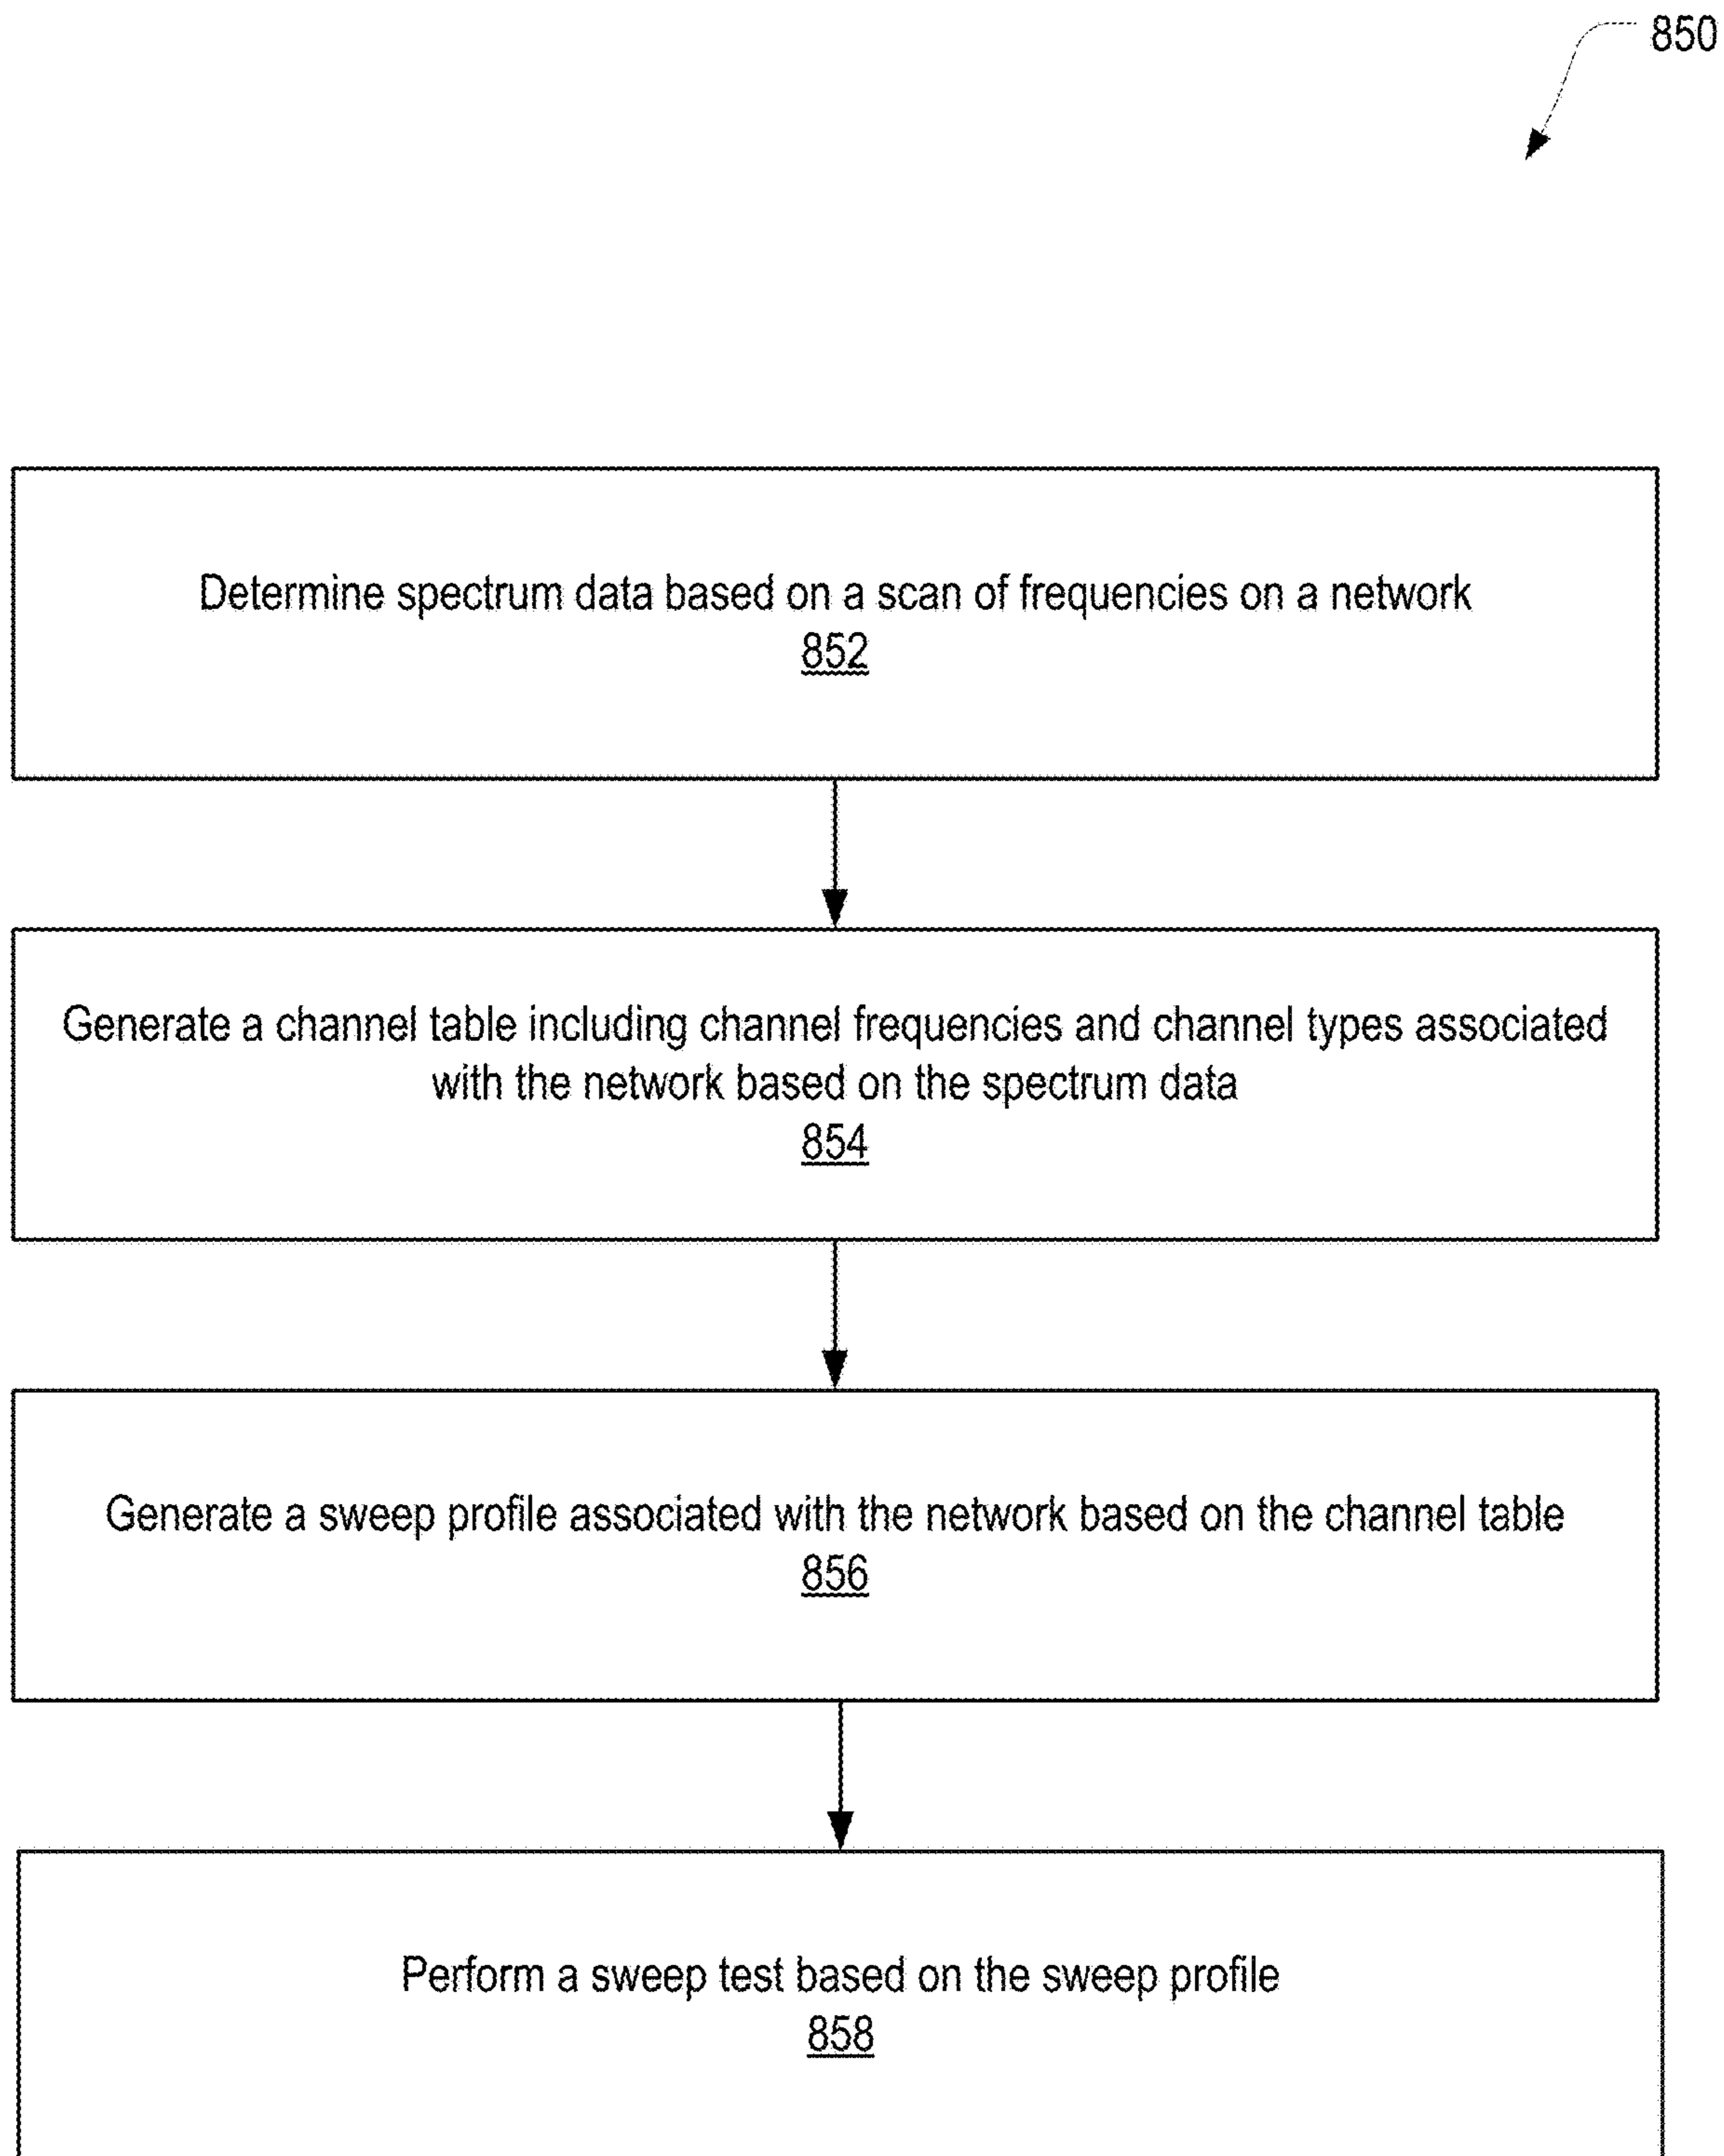 850
Determine spectrum data based on a scan of frequencies on a network
852
Generate a channel table including channel frequencies and channel types associated
with the network based on the spectrum data
854
Generate a sweep profile associated with the network based on the channel table
856
Perform a sweep test based on the sweep profile
858